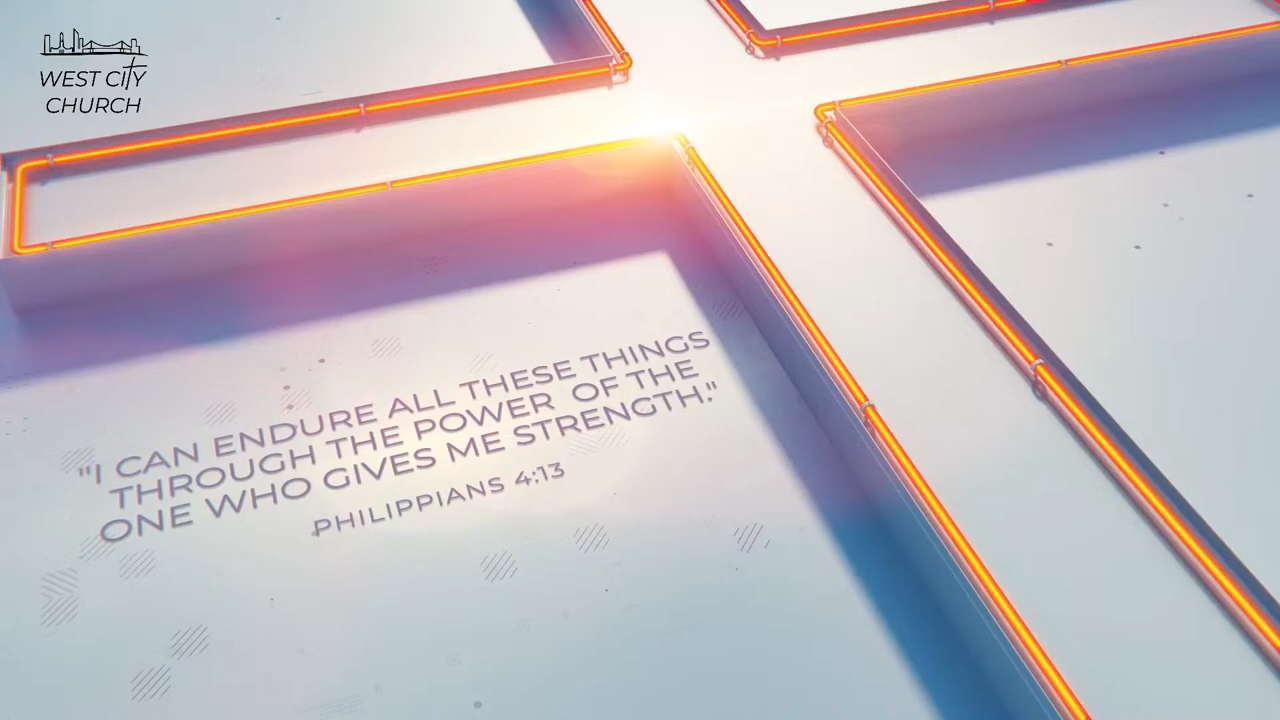 WEST CITY
CHURCH
"I CAN ENDURE ALL THESE THINGS
THROUGH THE POWER OF THE
ONE WHO GIVES ME STRENGTH."
PHILIPPIANS 4:13